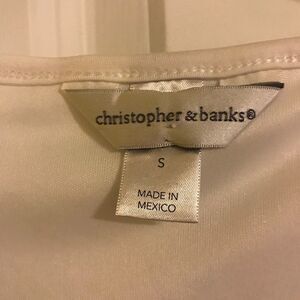 christopher & banks®
S
MADE IN
MEXICO